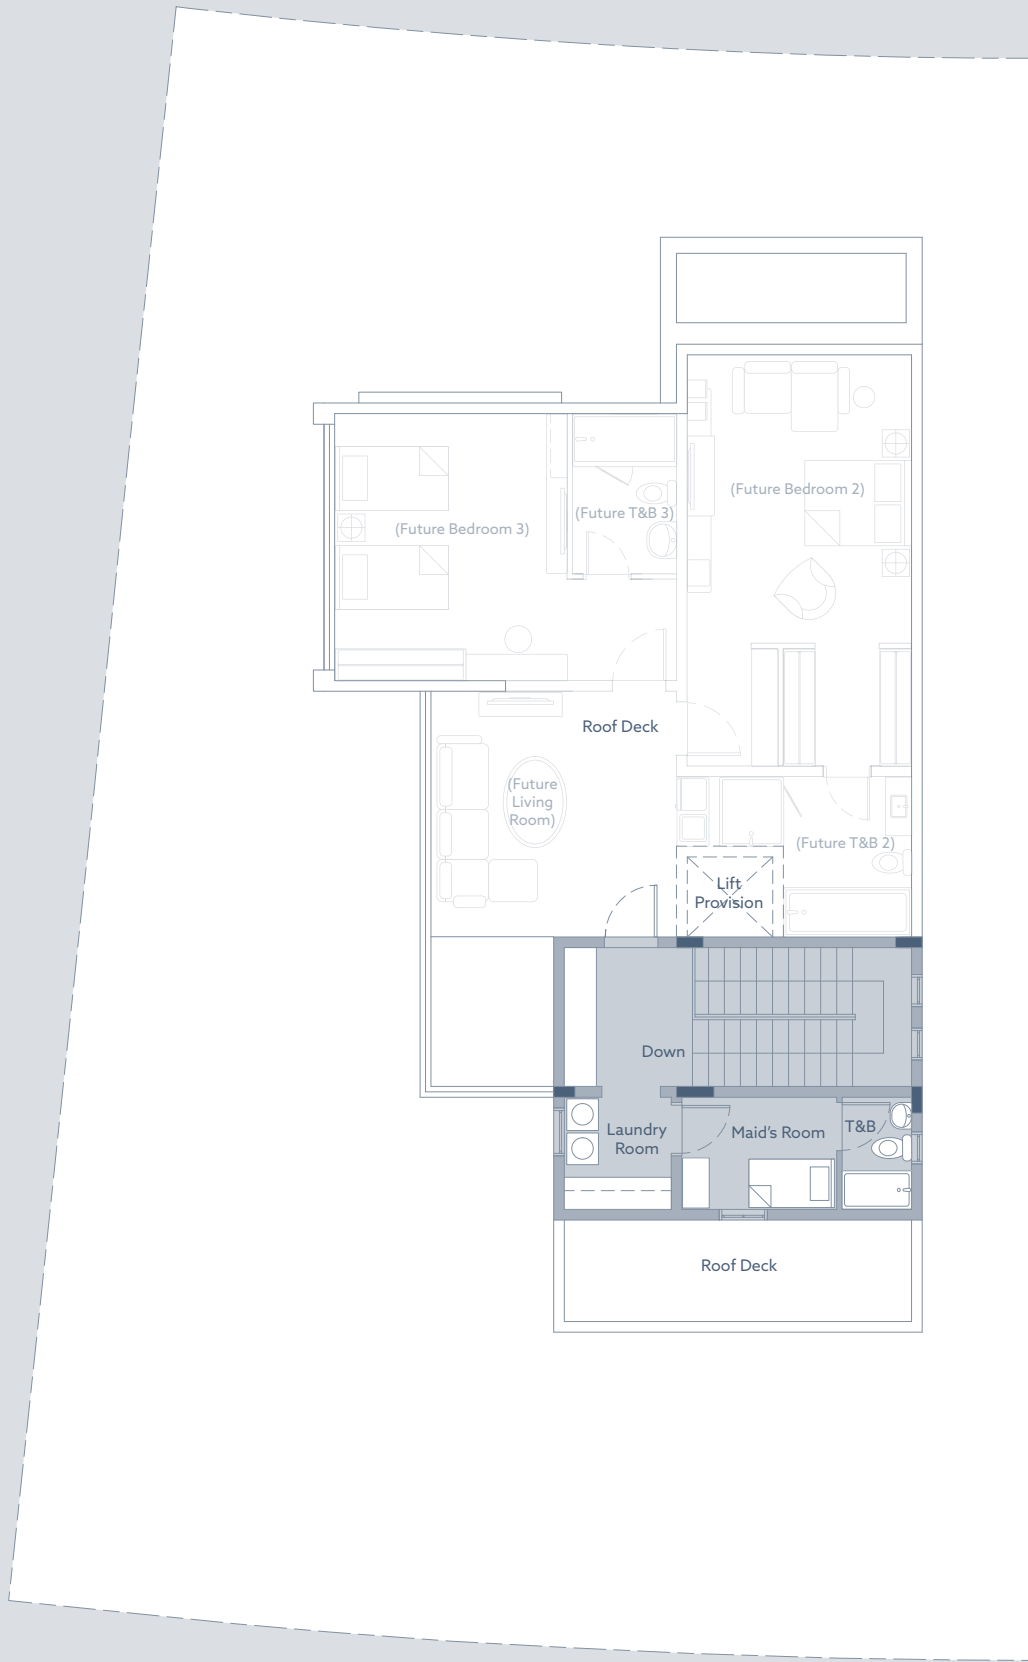 (Future Bedroom 2)
(Future T&B 3)
(Future Bedroom 3)
Roof Deck
(Future
Living
Room)
(Future T&B 2)
Lift
Provision
Down
Laundry
Room
Maid's Room
T&B
Roof Deck